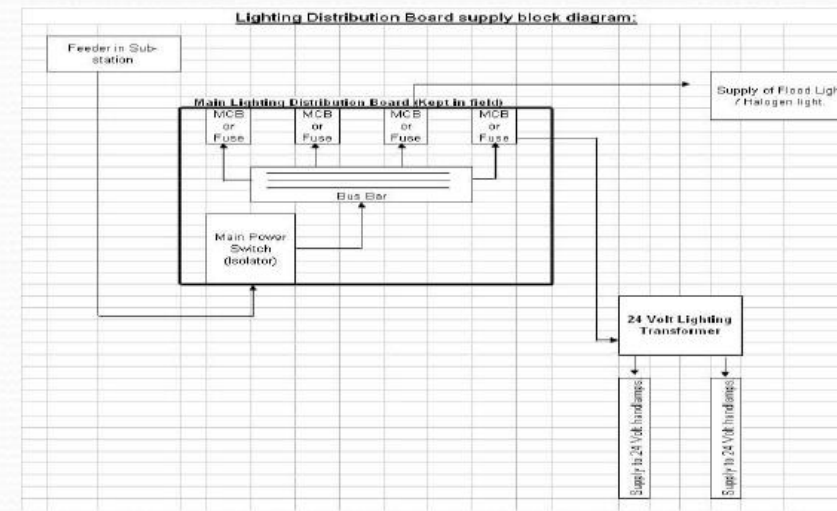 Lighting Distribution Board supply block diagram:
Feeder in Sub-
station
Supply of Flood Ligh
/ Halogen light.
Main Lighting Distribution Board (Kept in field)
MCB
or
Fuse
MCB
or
Fuse
MCB
or
Fuse
MCB
or
Fuse
Bus Bar
Main Power
Switch
(Isolator)
24 Volt Lighting
Transformer
Supply to 24 Volt handlamps.
Supply to 24 Volt handlamps.